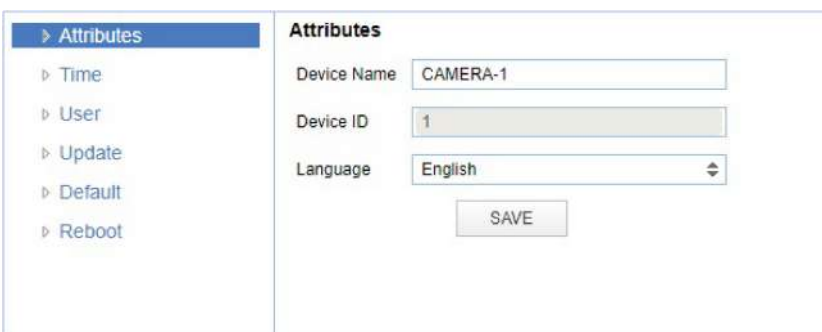 Attributes
Time
User
Update
Default
Reboot
Attributes
Device Name CAMERA-1
Device ID 1
Language English
SAVE